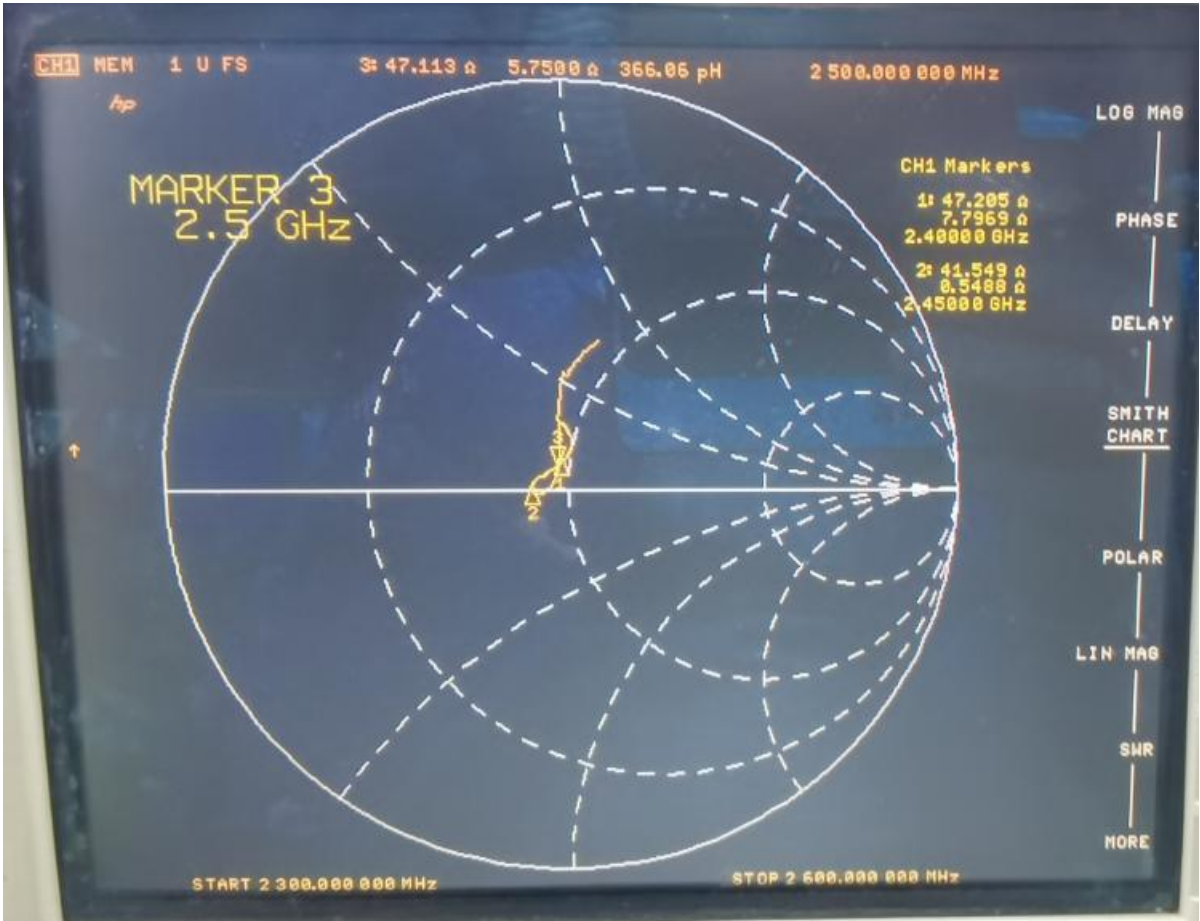 CH1 MEM 1 U FS 3: 47.113 Ω 5.7500 Ω 366.06 pH 2 500.000 000 MHz
hp
MARKER 3
2.5 GHz
CH1 Markers
1: 47.205 Ω
7.7969 Ω
2.40000 GHz
2: 41.549 Ω
0.5488 Ω
2.45000 GHz
LOG MAG
PHASE
DELAY
SMITH
CHART
POLAR
LIN MAG
SWR
MORE
3
2
START 2 300.000 000 MHz STOP 2 600.000 000 MHz